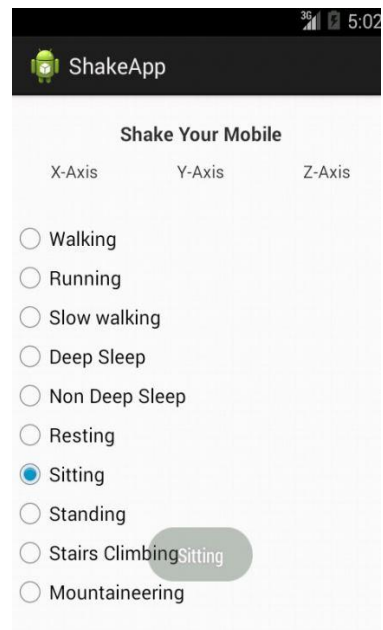 3G 5:02
ShakeApp
Shake Your Mobile
X-Axis Y-Axis Z-Axis
Walking
Running
Slow walking
Deep Sleep
Non Deep Sleep
Resting
Sitting
Standing
Stairs Climbing
Sitting
Mountaineering